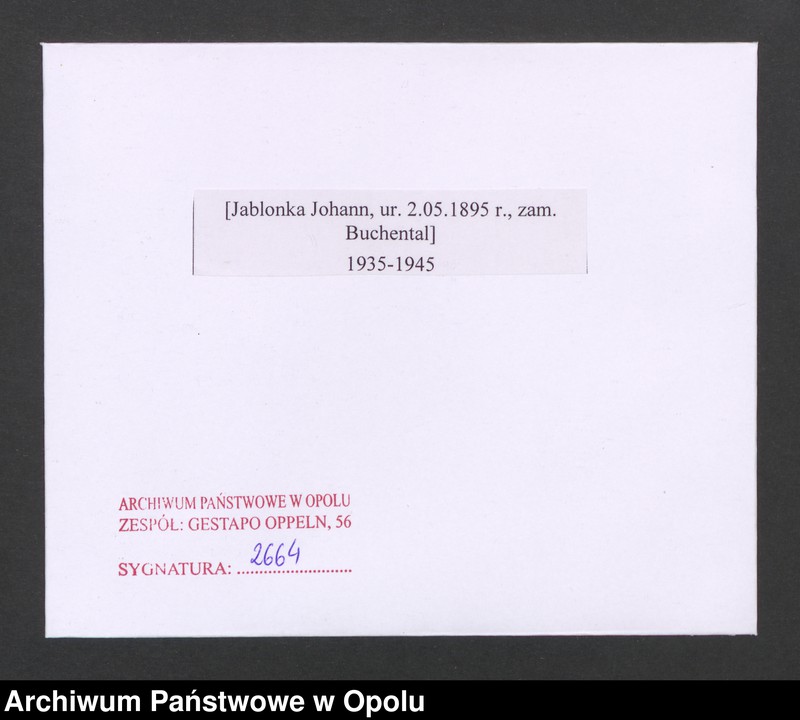 [Jablonka Johann, ur. 2.05.1895 r., zam.
Buchental]
1935-1945
ARCHIWUM PAŃSTWOWE W OPOLU
ZESPÓŁ: GESTAPO OPPELN, 56
SYGNATURA: 2664
Archiwum Państwowe w Opolu